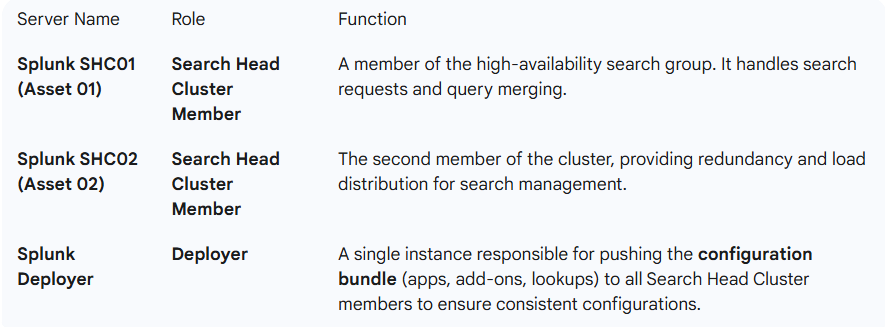 Server Name Role Function
Splunk SHC01 Search Head A member of the high-availability search group. It handles search
(Asset 01) Cluster requests and query merging.
Member
Splunk SHC02 Search Head The second member of the cluster, providing redundancy and load
(Asset 02) Cluster distribution for search management.
Member
Splunk Deployer A single instance responsible for pushing the configuration
Deployer bundle (apps, add-ons, lookups) to all Search Head Cluster
members to ensure consistent configurations.